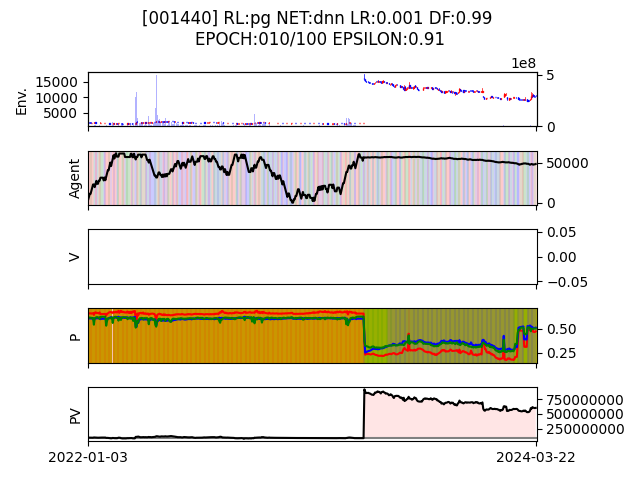 [001440] RL:pg NET:dnn LR:0.001 DF:0.99
EPOCH:010/100 EPSILON:0.91
1e8
Env.
15000
10000
5000
5
0
Agent
50000
0
V
0.05
0.00
−0.05
P
0.50
0.25
PV
750000000
500000000
250000000
2022-01-03
2024-03-22